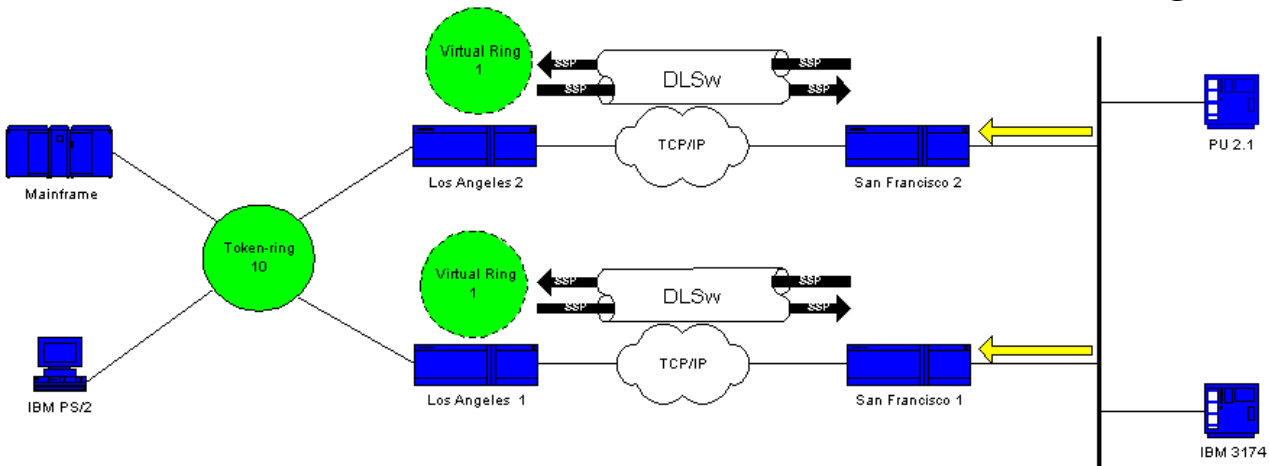 Virtual Ring
1
SSP
SSP
DLSw
SSP
SSP
Mainframe
Los Angeles 2
TCP/IP
San Francisco 2
PU 2.1
Token-ring
10
Virtual Ring
1
SSP
SSP
DLSw
SSP
SSP
IBM PS/2
Los Angeles 1
TCP/IP
San Francisco 1
IBM 3174